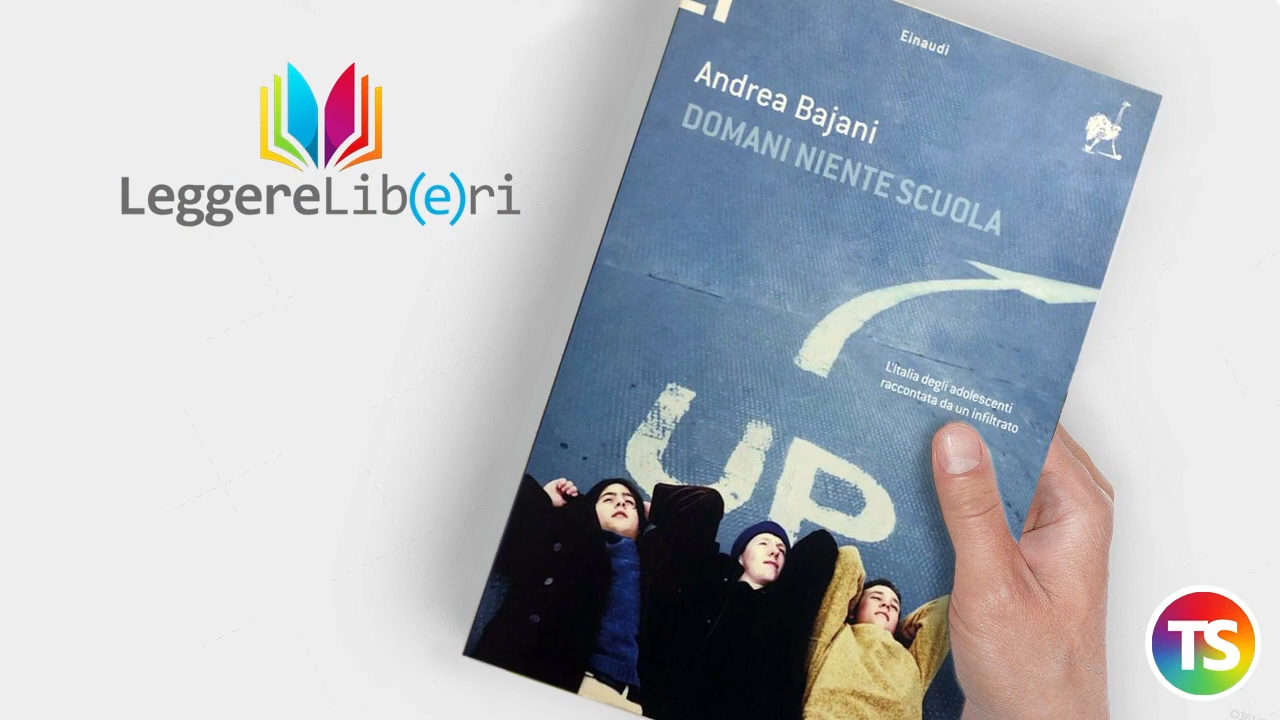 LeggereLib(e)ri
Einaudi
Andrea Bajani
DOMANI NIENTE SCUOLA
L'Italia degli adolescenti
raccontata da un infiltrato
UP
TS